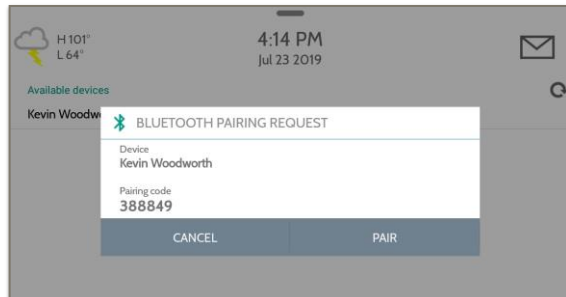 H 101°
L 64°
4:14 PM
Jul 23 2019
Available devices
Kevin Woodw
BLUETOOTH PAIRING REQUEST
Device
Kevin Woodworth
Pairing code
388849
CANCEL
PAIR